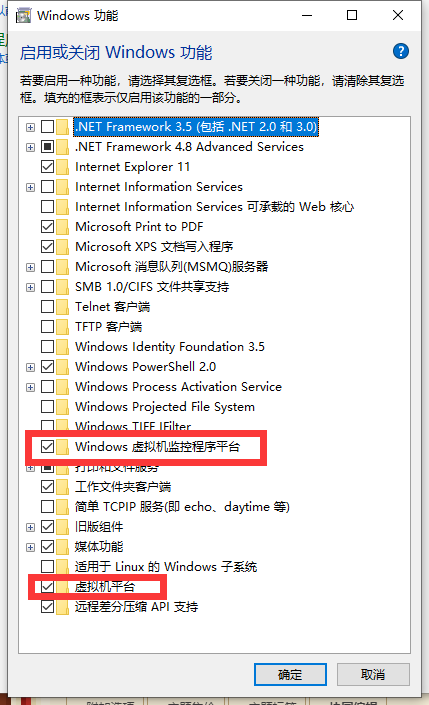 Windows 功能
启用或关闭 Windows 功能
若要启用一种功能，请选择其复选框。若要关闭一种功能，请清除其复选
框。填充的框表示仅启用该功能的一部分。
.NET Framework 3.5 (包括 .NET 2.0 和 3.0)
.NET Framework 4.8 Advanced Services
Internet Explorer 11
Internet Information Services
Internet Information Services 可承载的 Web 核心
Microsoft Print to PDF
Microsoft XPS 文档写入程序
Microsoft 消息队列(MSMQ)服务器
SMB 1.0/CIFS 文件共享支持
Telnet 客户端
TFTP 客户端
Windows Identity Foundation 3.5
Windows PowerShell 2.0
Windows Process Activation Service
Windows Projected File System
Windows TIFF IFilter
Windows 虚拟机监控程序平台
打印和文件服务
工作文件夹客户端
简单 TCPIP 服务(即 echo、daytime 等)
旧版组件
媒体功能
适用于 Linux 的 Windows 子系统
虚拟机平台
远程差分压缩 API 支持
确定
取消